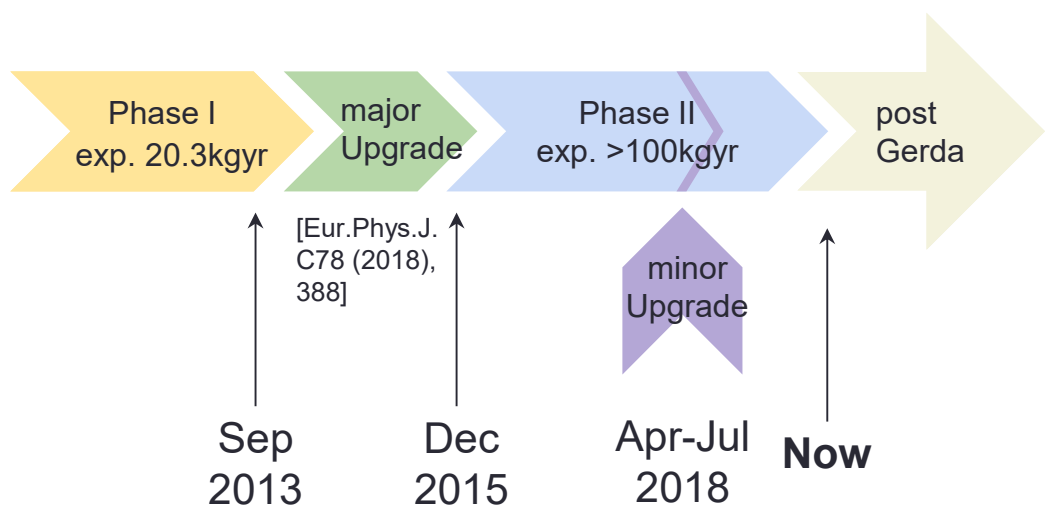 Phase I
exp. 20.3kgyr
major
Upgrade
Phase II
exp. >100kgyr
post
Gerda
[Eur.Phys.J.
C78 (2018),
388]
minor
Upgrade
Sep
2013
Dec
2015
Apr-Jul
2018
Now